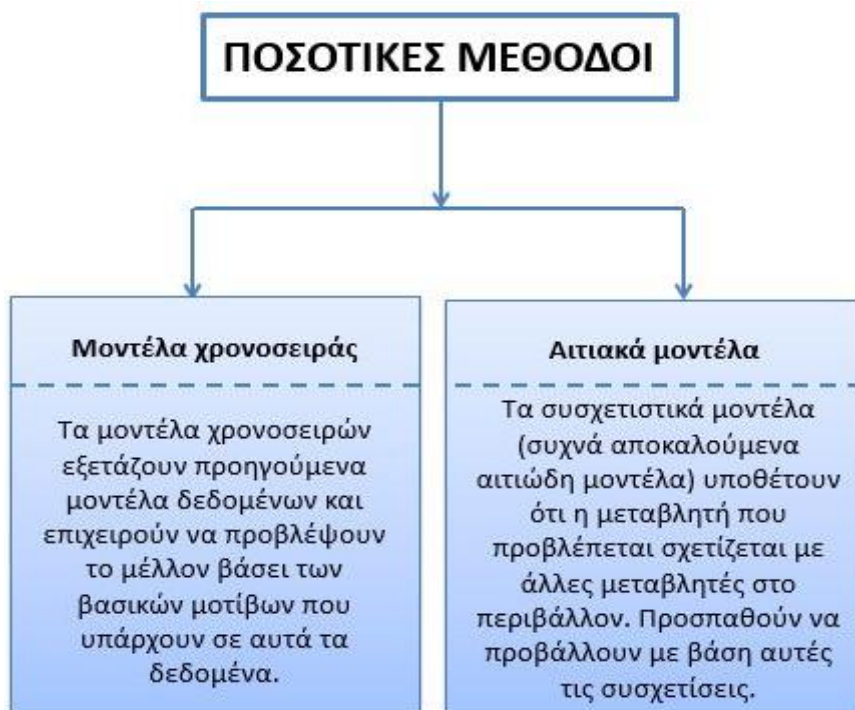 ΠΟΣΟΤΙΚΕΣ ΜΕΘΟΔΟΙ
Μοντέλα χρονοσειράς
Τα μοντέλα χρονοσειρών
εξετάζουν προηγούμενα
μοντέλα δεδομένων και
επιχειρούν να προβλέψουν
το μέλλον βάσει των
βασικών μοτίβων που
υπάρχουν σε αυτά τα
δεδομένα.
Αιτιακά μοντέλα
Τα συσχετιστικά μοντέλα
(συχνά αποκαλούμενα
αιτιώδη μοντέλα) υποθέτουν
ότι η μεταβλητή που
προβλέπεται σχετίζεται με
άλλες μεταβλητές στο
περιβάλλον. Προσπαθούν να
προβάλλουν με βάση αυτές
τις συσχετίσεις.